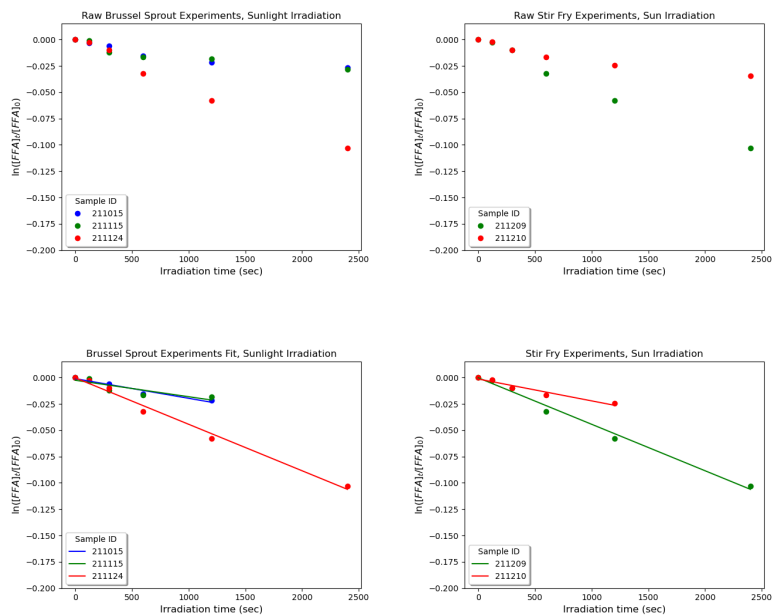 Raw Brussel Sprout Experiments, Sunlight Irradiation
0.000
−0.025
−0.050
−0.075
−0.100
−0.125
−0.150
−0.175
−0.200
ln([FFA]t/[FFA]0)
Sample ID
211015
211115
211124
0 500 1000 1500 2000 2500
Irradiation time (sec)
Raw Stir Fry Experiments, Sun Irradiation
0.000
−0.025
−0.050
−0.075
−0.100
−0.125
−0.150
−0.175
−0.200
ln([FFA]t/[FFA]0)
Sample ID
211209
211210
0 500 1000 1500 2000 2500
Irradiation time (sec)
Brussel Sprout Experiments Fit, Sunlight Irradiation
0.000
−0.025
−0.050
−0.075
−0.100
−0.125
−0.150
−0.175
−0.200
ln([FFA]t/[FFA]0)
Sample ID
211015
211115
211124
0 500 1000 1500 2000 2500
Irradiation time (sec)
Stir Fry Experiments, Sun Irradiation
0.000
−0.025
−0.050
−0.075
−0.100
−0.125
−0.150
−0.175
−0.200
ln([FFA]t/[FFA]0)
Sample ID
211209
211210
0 500 1000 1500 2000 2500
Irradiation time (sec)